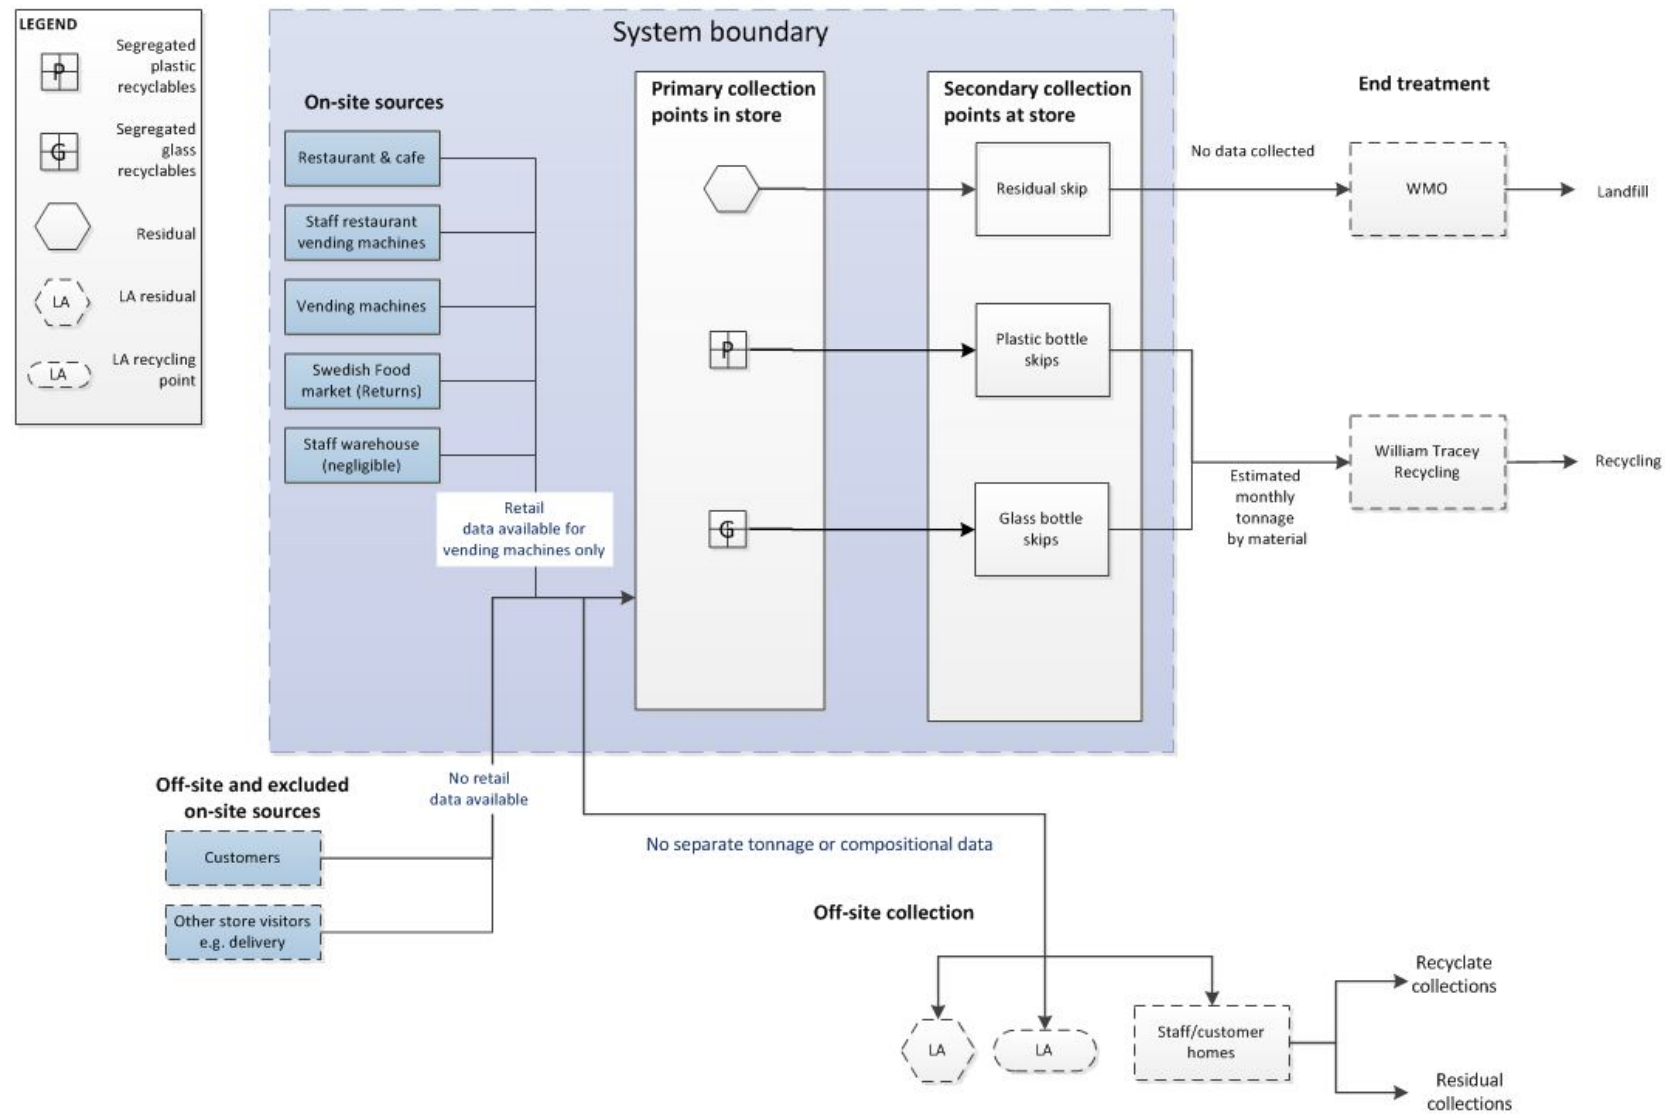 LEGEND
P
Segregated
plastic
recyclables
G
Segregated
glass
recyclables
Residual
LA
LA residual
LA
LA recycling
point
System boundary
On-site sources
Restaurant & cafe
Staff restaurant
vending machines
Vending machines
Swedish Food
market (Returns)
Staff warehouse
(negligible)
Retail
data available for
vending machines only
Primary collection
points in store
P
G
Secondary collection
points at store
Residual skip
Plastic bottle
skips
Glass bottle
skips
End treatment
No data collected
WMO
Landfill
William Tracey
Recycling
Recycling
Estimated
monthly
tonnage
by material
Off-site and excluded
on-site sources
No retail
data available
Customers
Other store visitors
e.g. delivery
No separate tonnage or compositional data
Off-site collection
LA
LA
Staff/customer
homes
Recyclate
collections
Residual
collections